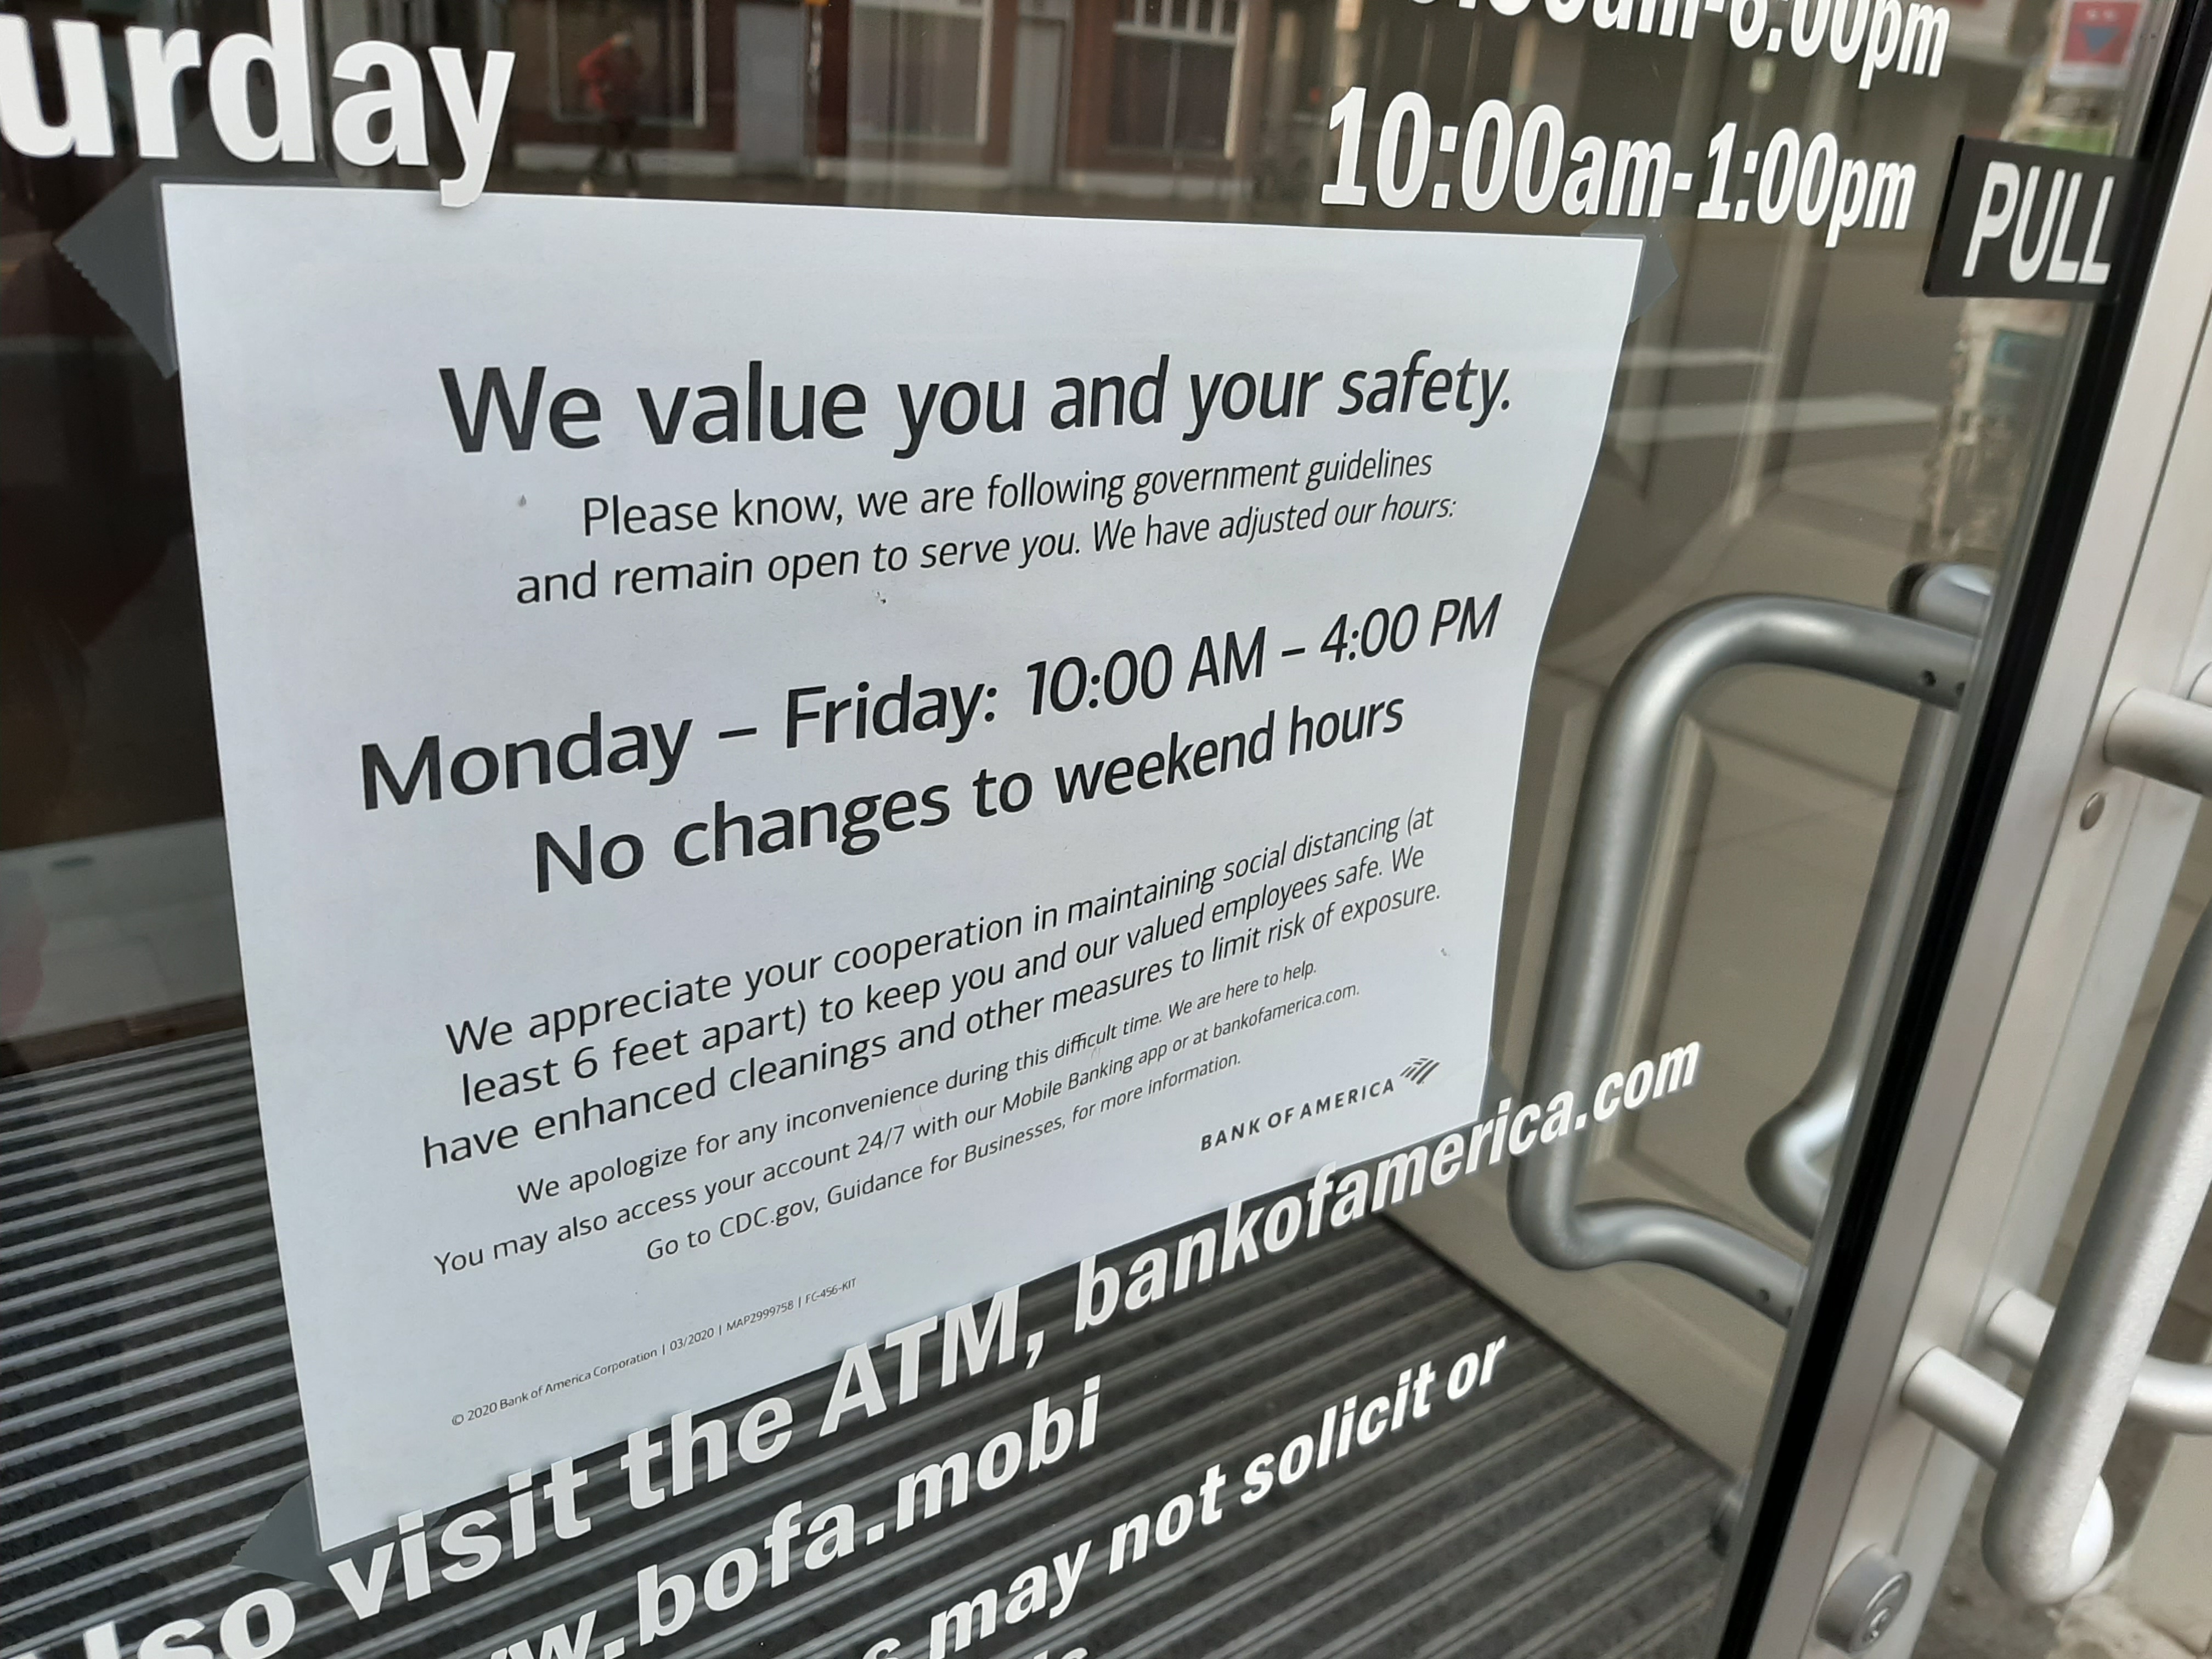 urday
10:00am-1:00pm
PULL
We value you and your safety.
Please know, we are following government guidelines
and remain open to serve you. We have adjusted our hours:
Monday – Friday: 10:00 AM – 4:00 PM
No changes to weekend hours
We appreciate your cooperation in maintaining social distancing (at
least 6 feet apart) to keep you and our valued employees safe. We
have enhanced cleanings and other measures to limit risk of exposure.
We apologize for any inconvenience during this difficult time. We are here to help.
You may also access your account 24/7 with our Mobile Banking app or at bankofamerica.com.
Go to CDC.gov, Guidance for Businesses, for more information.
BANK OF AMERICA
© 2020 Bank of America Corporation | 03/2020 | MAP2999758 | FC-456-KIT
lso visit the ATM, bankofamerica.com
w.bofa.mobi
s may not solicit or